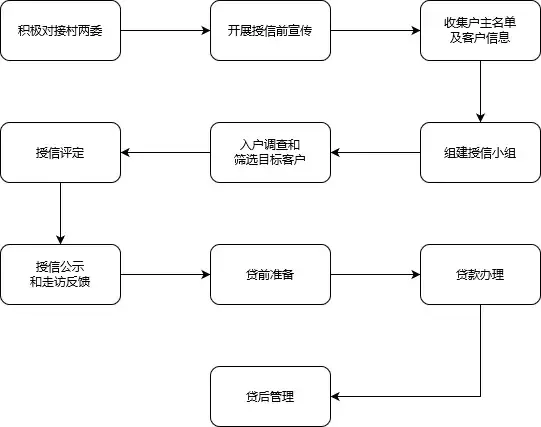 积极对接村两委
开展授信前宣传
收集户主名单
及客户信息
组建授信小组
入户调查和
筛选目标客户
授信评定
授信公示
和走访反馈
贷前准备
贷款办理
贷后管理